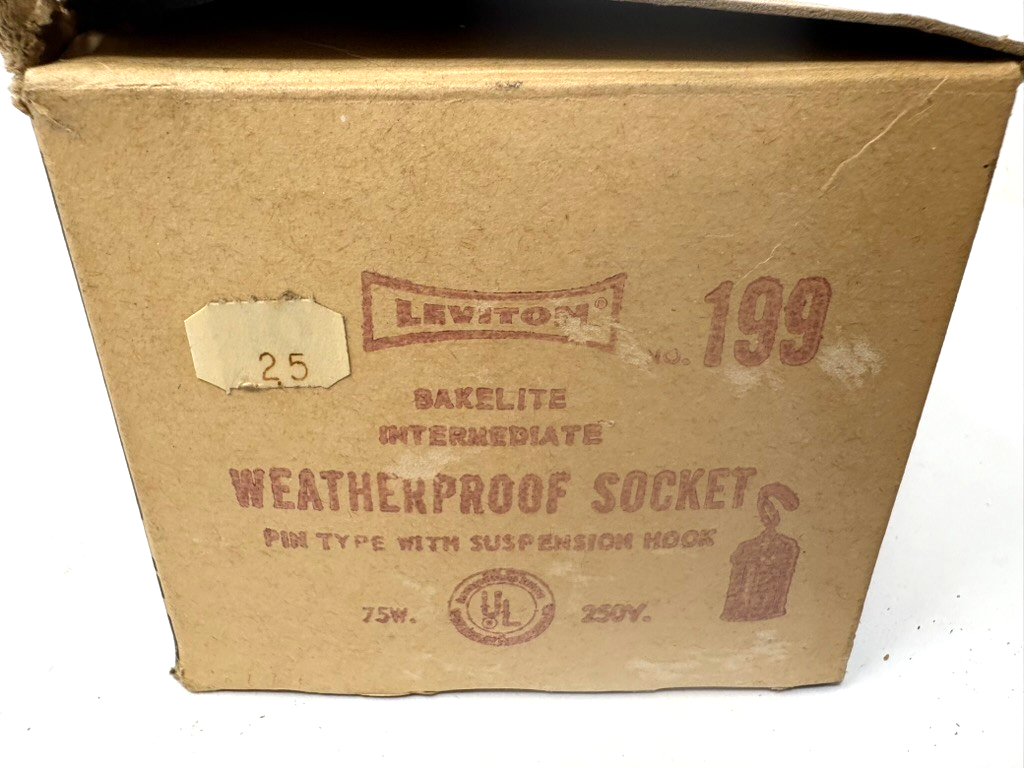 LEVITON®
NO. 199
25
BAKELITE
INTERMEDIATE
WEATHERPROOF SOCKET
PIN TYPE WITH SUSPENSION HOOK
75W. UL 250V.